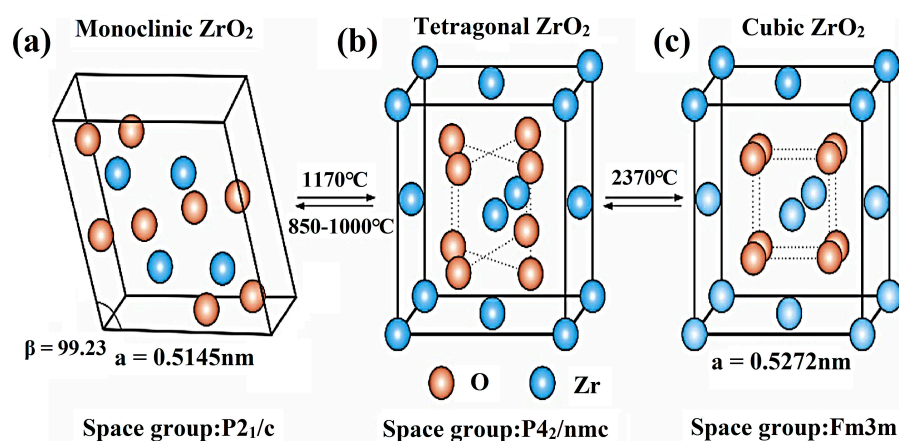 (a) Monoclinic ZrO₂
(b) Tetragonal ZrO₂
(c) Cubic ZrO₂
1170℃
850-1000℃
2370℃
β = 99.23
a = 0.5145nm
a = 0.5272nm
O
Zr
Space group:P2₁/c
Space group:P4₂/nmc
Space group:Fm3m